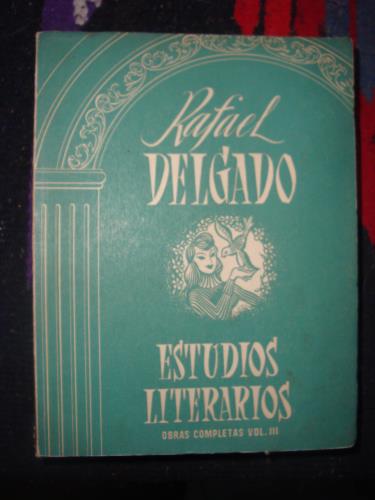 Rafael
DELGADO
ESTUDIOS
LITERARIOS
OBRAS COMPLETAS VOL. III